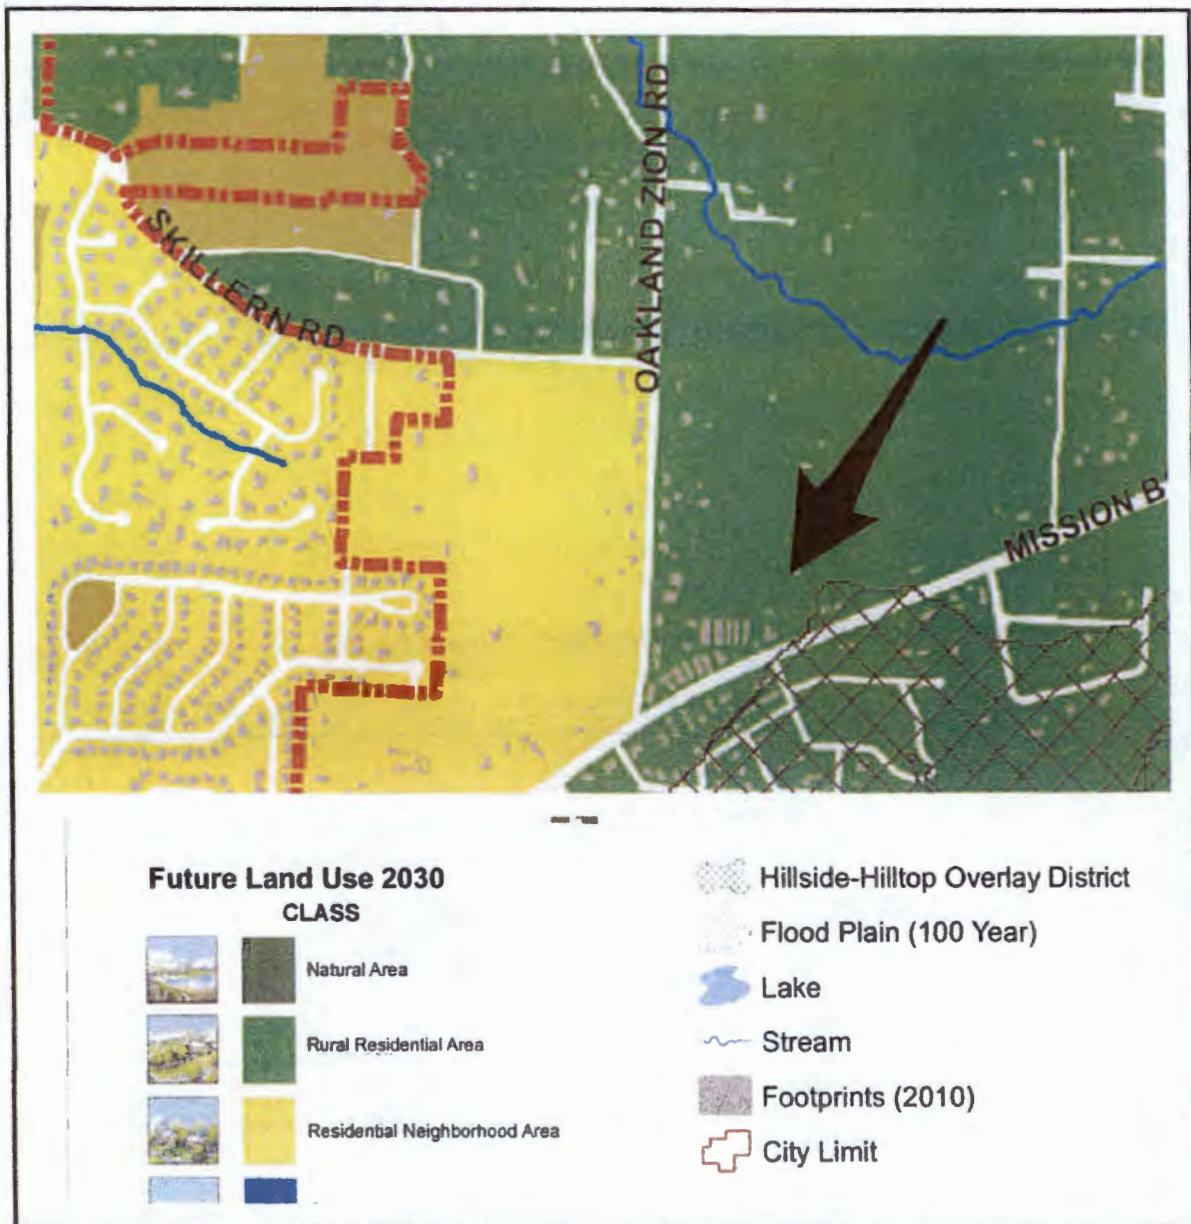 OAKLAND ZION RD
SKILLERN RD
MISSION B
Future Land Use 2030
CLASS
Natural Area
Rural Residential Area
Residential Neighborhood Area
Hillside-Hilltop Overlay District
Flood Plain (100 Year)
Lake
Stream
Footprints (2010)
City Limit